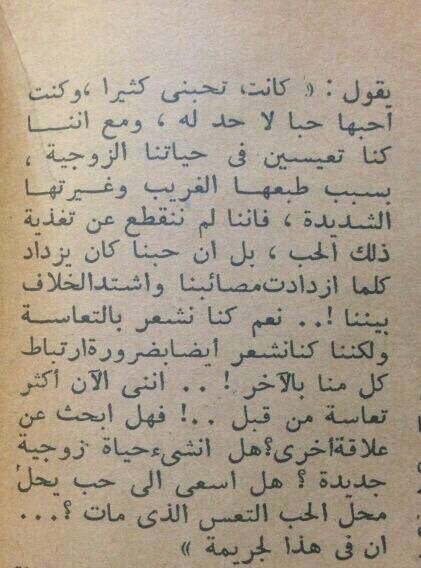 يقول : « كانت تحبنى كثيرا ،وكنت
أحبها حبا لا حد له ، ومع اننا
كنا تعيسين فى حياتنا الزوجية ،
بسبب طبعها الغريب وغيرتها
الشديدة ، فاننا لم ننقطع عن تغذية
ذلك الحب ، بل ان حبنا كان يزداد
كلما ازدادت مصائبنا واشتد الخلاف
بيننا !.. نعم كنا نشعر بالتعاسة
ولكننا كنا نشعر أيضا بضرورة ارتباط
كل منا بالآخر ! .. اننى الآن أكثر
تعاسة من قبل ..! فهل ابحث عن
علاقة أخرى؟ هل انشىء حياة زوجية
جديدة ؟ هل اسعى الى حب يحل
محل الحب التعس الذى مات ؟...
ان فى هذا لجريمة »